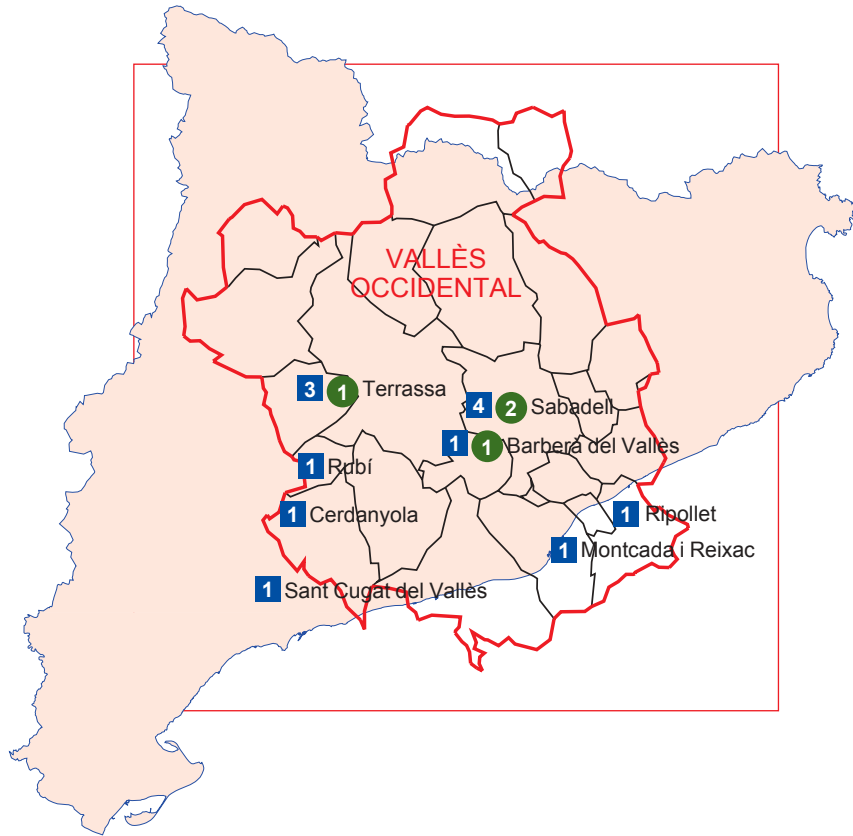 VALLÈS
OCCIDENTAL
3 1 Terrassa
4 2 Sabadell
1 1 Barberà del Vallès
1 Rubí
1 Cerdanyola
1 Ripollet
1 Montcada i Reixac
1 Sant Cugat del Vallès